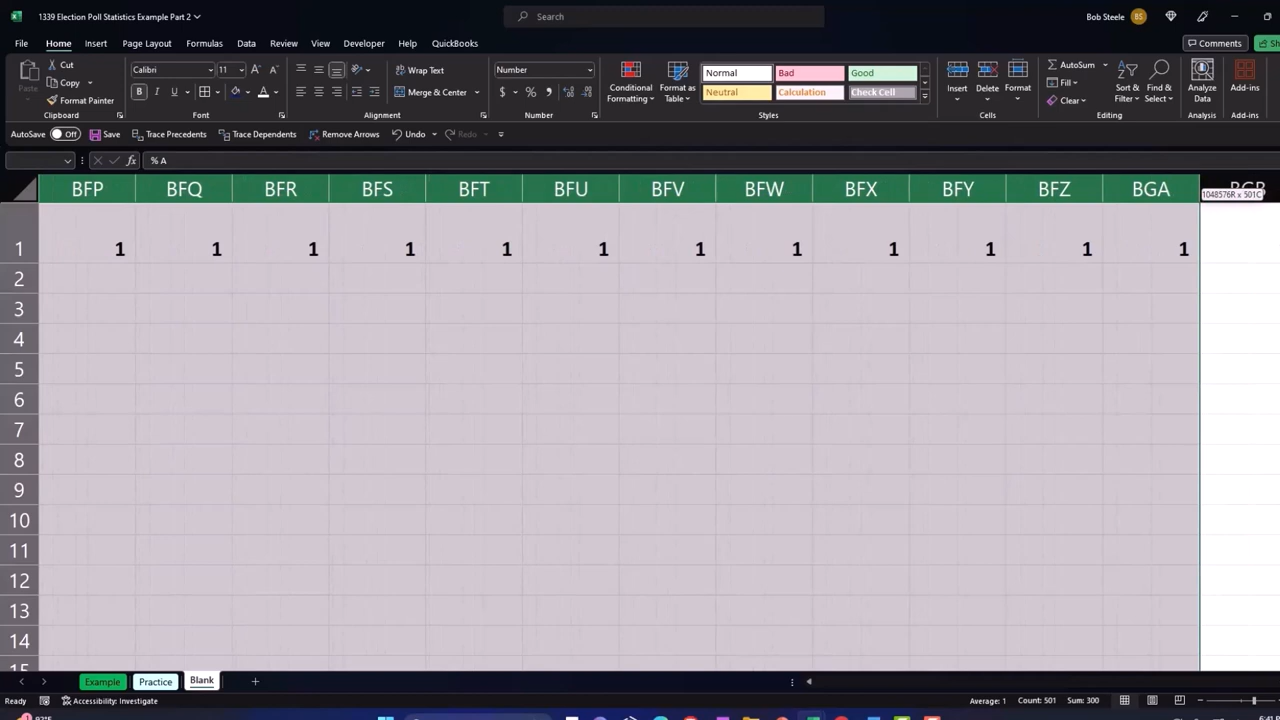 1339 Election Poll Statistics Example Part 2
Search
Bob Steele
BS
File Home Insert Page Layout Formulas Data Review View Developer Help QuickBooks
Comments
Paste
Cut
Copy
Format Painter
Clipboard
Calibri 11
B I U
Font
Wrap Text
Merge & Center
Alignment
Number
$ % 
Number
Conditional Formatting
Format as Table
Normal Bad Good
Neutral Calculation Check Cell
Styles
Insert Delete Format
Cells
AutoSum
Fill
Clear
Sort & Filter
Find & Select
Editing
Analyze Data
Analysis
Add-ins
Add-ins
AutoSave Off Save Trace Precedents Trace Dependents Remove Arrows Undo Redo
fx % A
BFP BFQ BFR BFS BFT BFU BFV BFW BFX BFY BFZ BGA BGB
1048576R x 501C
1 1 1 1 1 1 1 1 1 1 1 1 1
2
3
4
5
6
7
8
9
10
11
12
13
14
15
Example Practice Blank
Ready Accessibility: Investigate Average: 1 Count: 501 Sum: 300